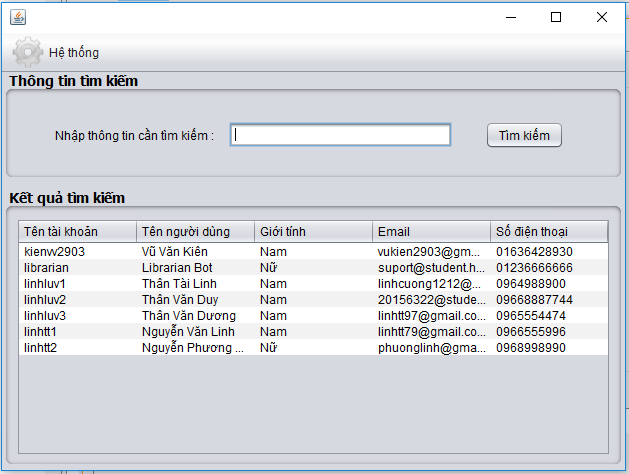 Hệ thống
Thông tin tìm kiếm
Nhập thông tin cần tìm kiếm : Tìm kiếm
Kết quả tìm kiếm
Tên tài khoản Tên người dùng Giới tính Email Số điện thoại
kienvv2903 Vũ Văn Kiên Nam vukien2903@gm... 01636428930
librarian Librarian Bot Nữ suport@student.h... 01236666666
linhluv1 Thân Tài Linh Nam linhcuong1212@... 0964988900
linhluv2 Thân Văn Duy Nam 20156322@stude... 09668887744
linhluv3 Thân Văn Dương Nam linhtt97@gmail.co... 0965554474
linhtt1 Nguyễn Văn Linh Nam linhtt79@gmail.co... 0966555996
linhtt2 Nguyễn Phương ... Nữ phuonglinh@gma... 0968998990